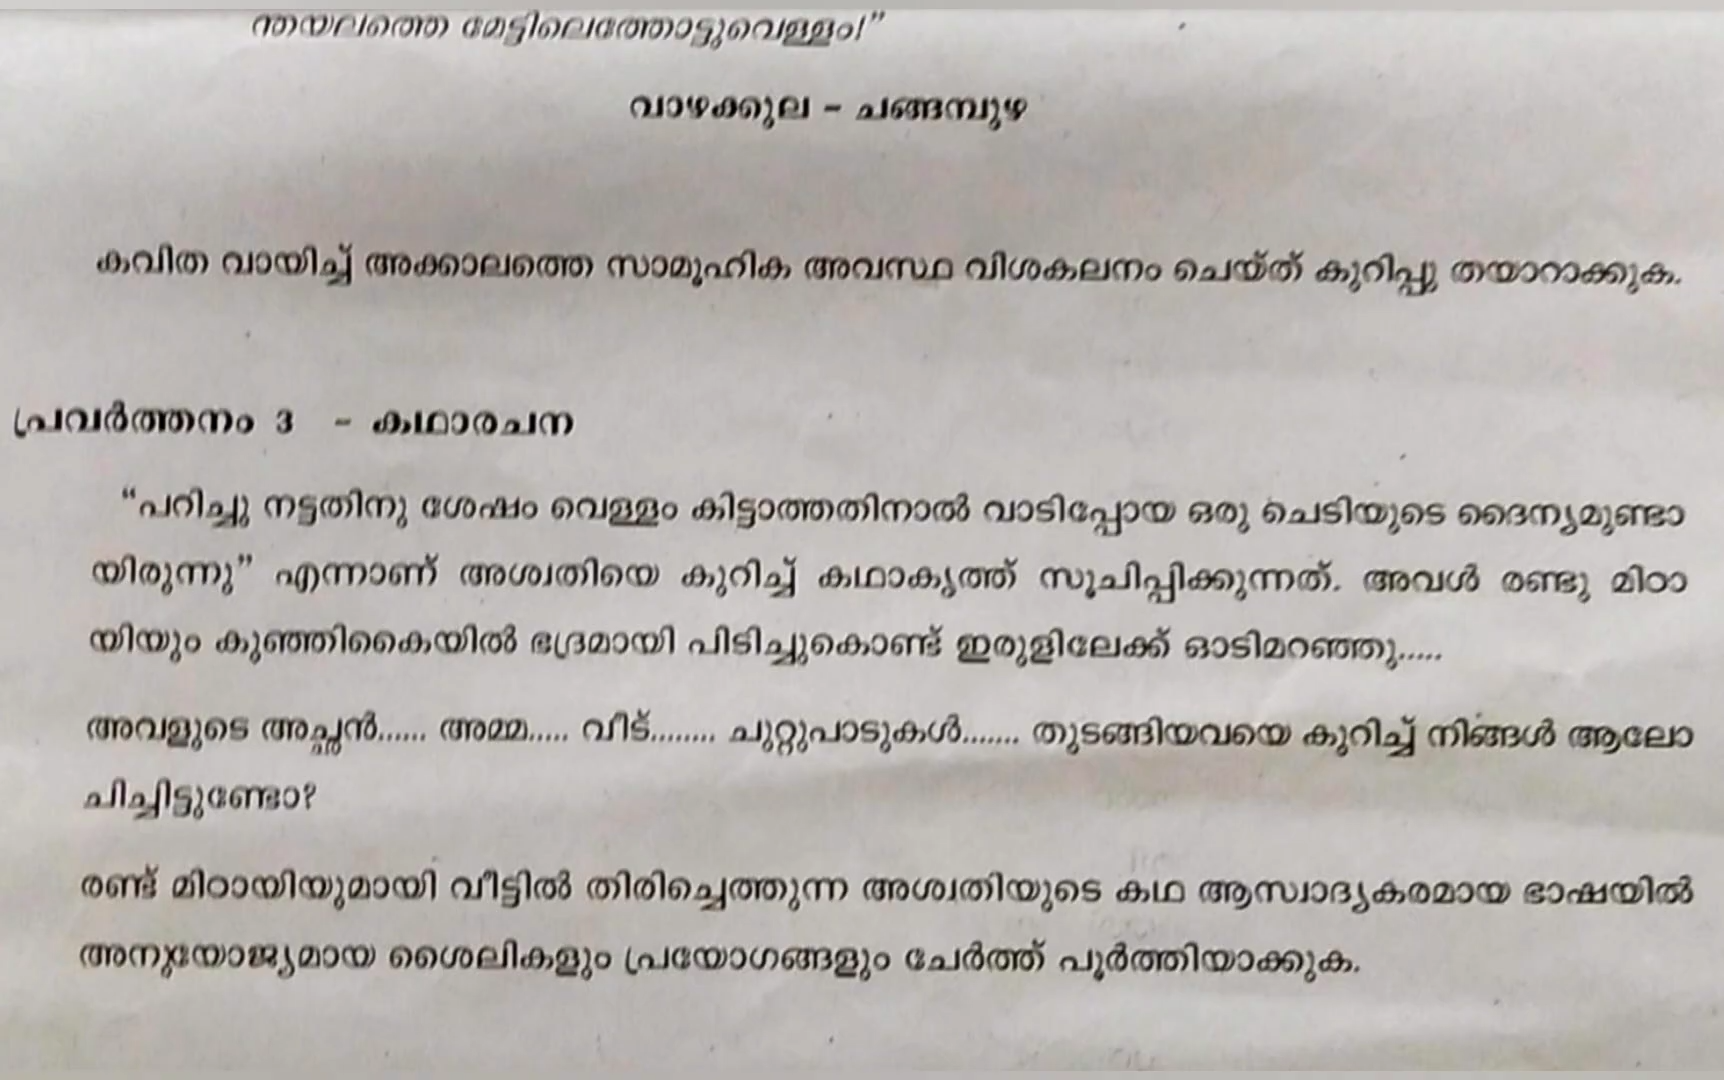 ന്തയലത്തെ മേട്ടിലെത്തോട്ടുവെള്ളം!”
വാഴക്കുല – ചങ്ങമ്പുഴ
കവിത വായിച്ച് അക്കാലത്തെ സാമൂഹിക അവസ്ഥ വിശകലനം ചെയ്ത് കുറിപ്പു തയാറാക്കുക.
പ്രവർത്തനം 3 - കഥാരചന
“പറിച്ചു നട്ടതിനു ശേഷം വെള്ളം കിട്ടാത്തതിനാൽ വാടിപ്പോയ ഒരു ചെടിയുടെ ദൈന്യമുണ്ടാ
യിരുന്നു” എന്നാണ് അശ്വതിയെ കുറിച്ച് കഥാകൃത്ത് സൂചിപ്പിക്കുന്നത്. അവൾ രണ്ടു മിഠാ
യിയും കുഞ്ഞികൈയിൽ ഭദ്രമായി പിടിച്ചുകൊണ്ട് ഇരുളിലേക്ക് ഓടിമറഞ്ഞു.....
അവളുടെ അച്ഛൻ...... അമ്മ..... വീട്........ ചുറ്റുപാടുകൾ....... തുടങ്ങിയവയെ കുറിച്ച് നിങ്ങൾ ആലോ
ചിച്ചിട്ടുണ്ടോ?
രണ്ട് മിഠായിയുമായി വീട്ടിൽ തിരിച്ചെത്തുന്ന അശ്വതിയുടെ കഥ ആസ്വാദ്യകരമായ ഭാഷയിൽ
അനുയോജ്യമായ ശൈലികളും പ്രയോഗങ്ങളും ചേർത്ത് പൂർത്തിയാക്കുക.